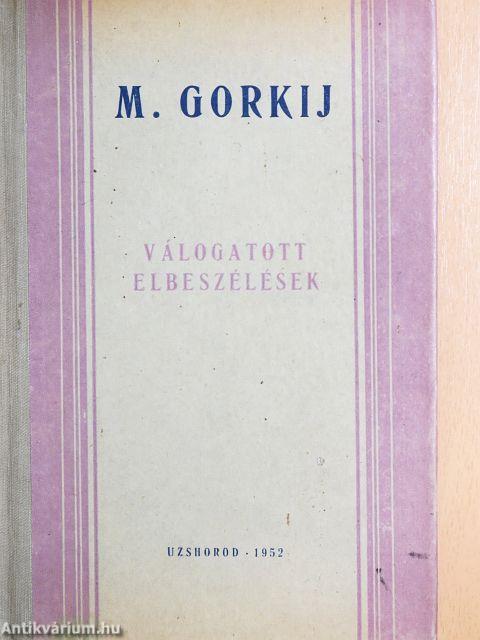 M. GORKIJ
VÁLOGATOTT
ELBESZÉLÉSEK
UZSHOROD · 1952
Antikvárium.hu